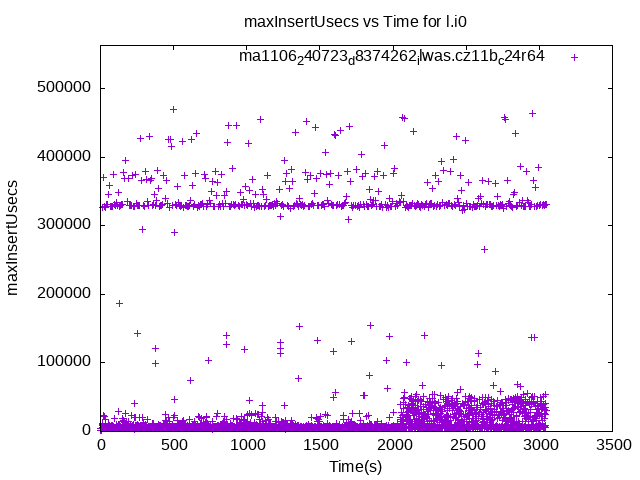 maxInsertUsecs vs Time for l.i0
ma1106240723d8374262ilwas.cz11bc24r64
maxInsertUsecs
500000
400000
300000
200000
100000
0
0 500 1000 1500 2000 2500 3000 3500
Time(s)